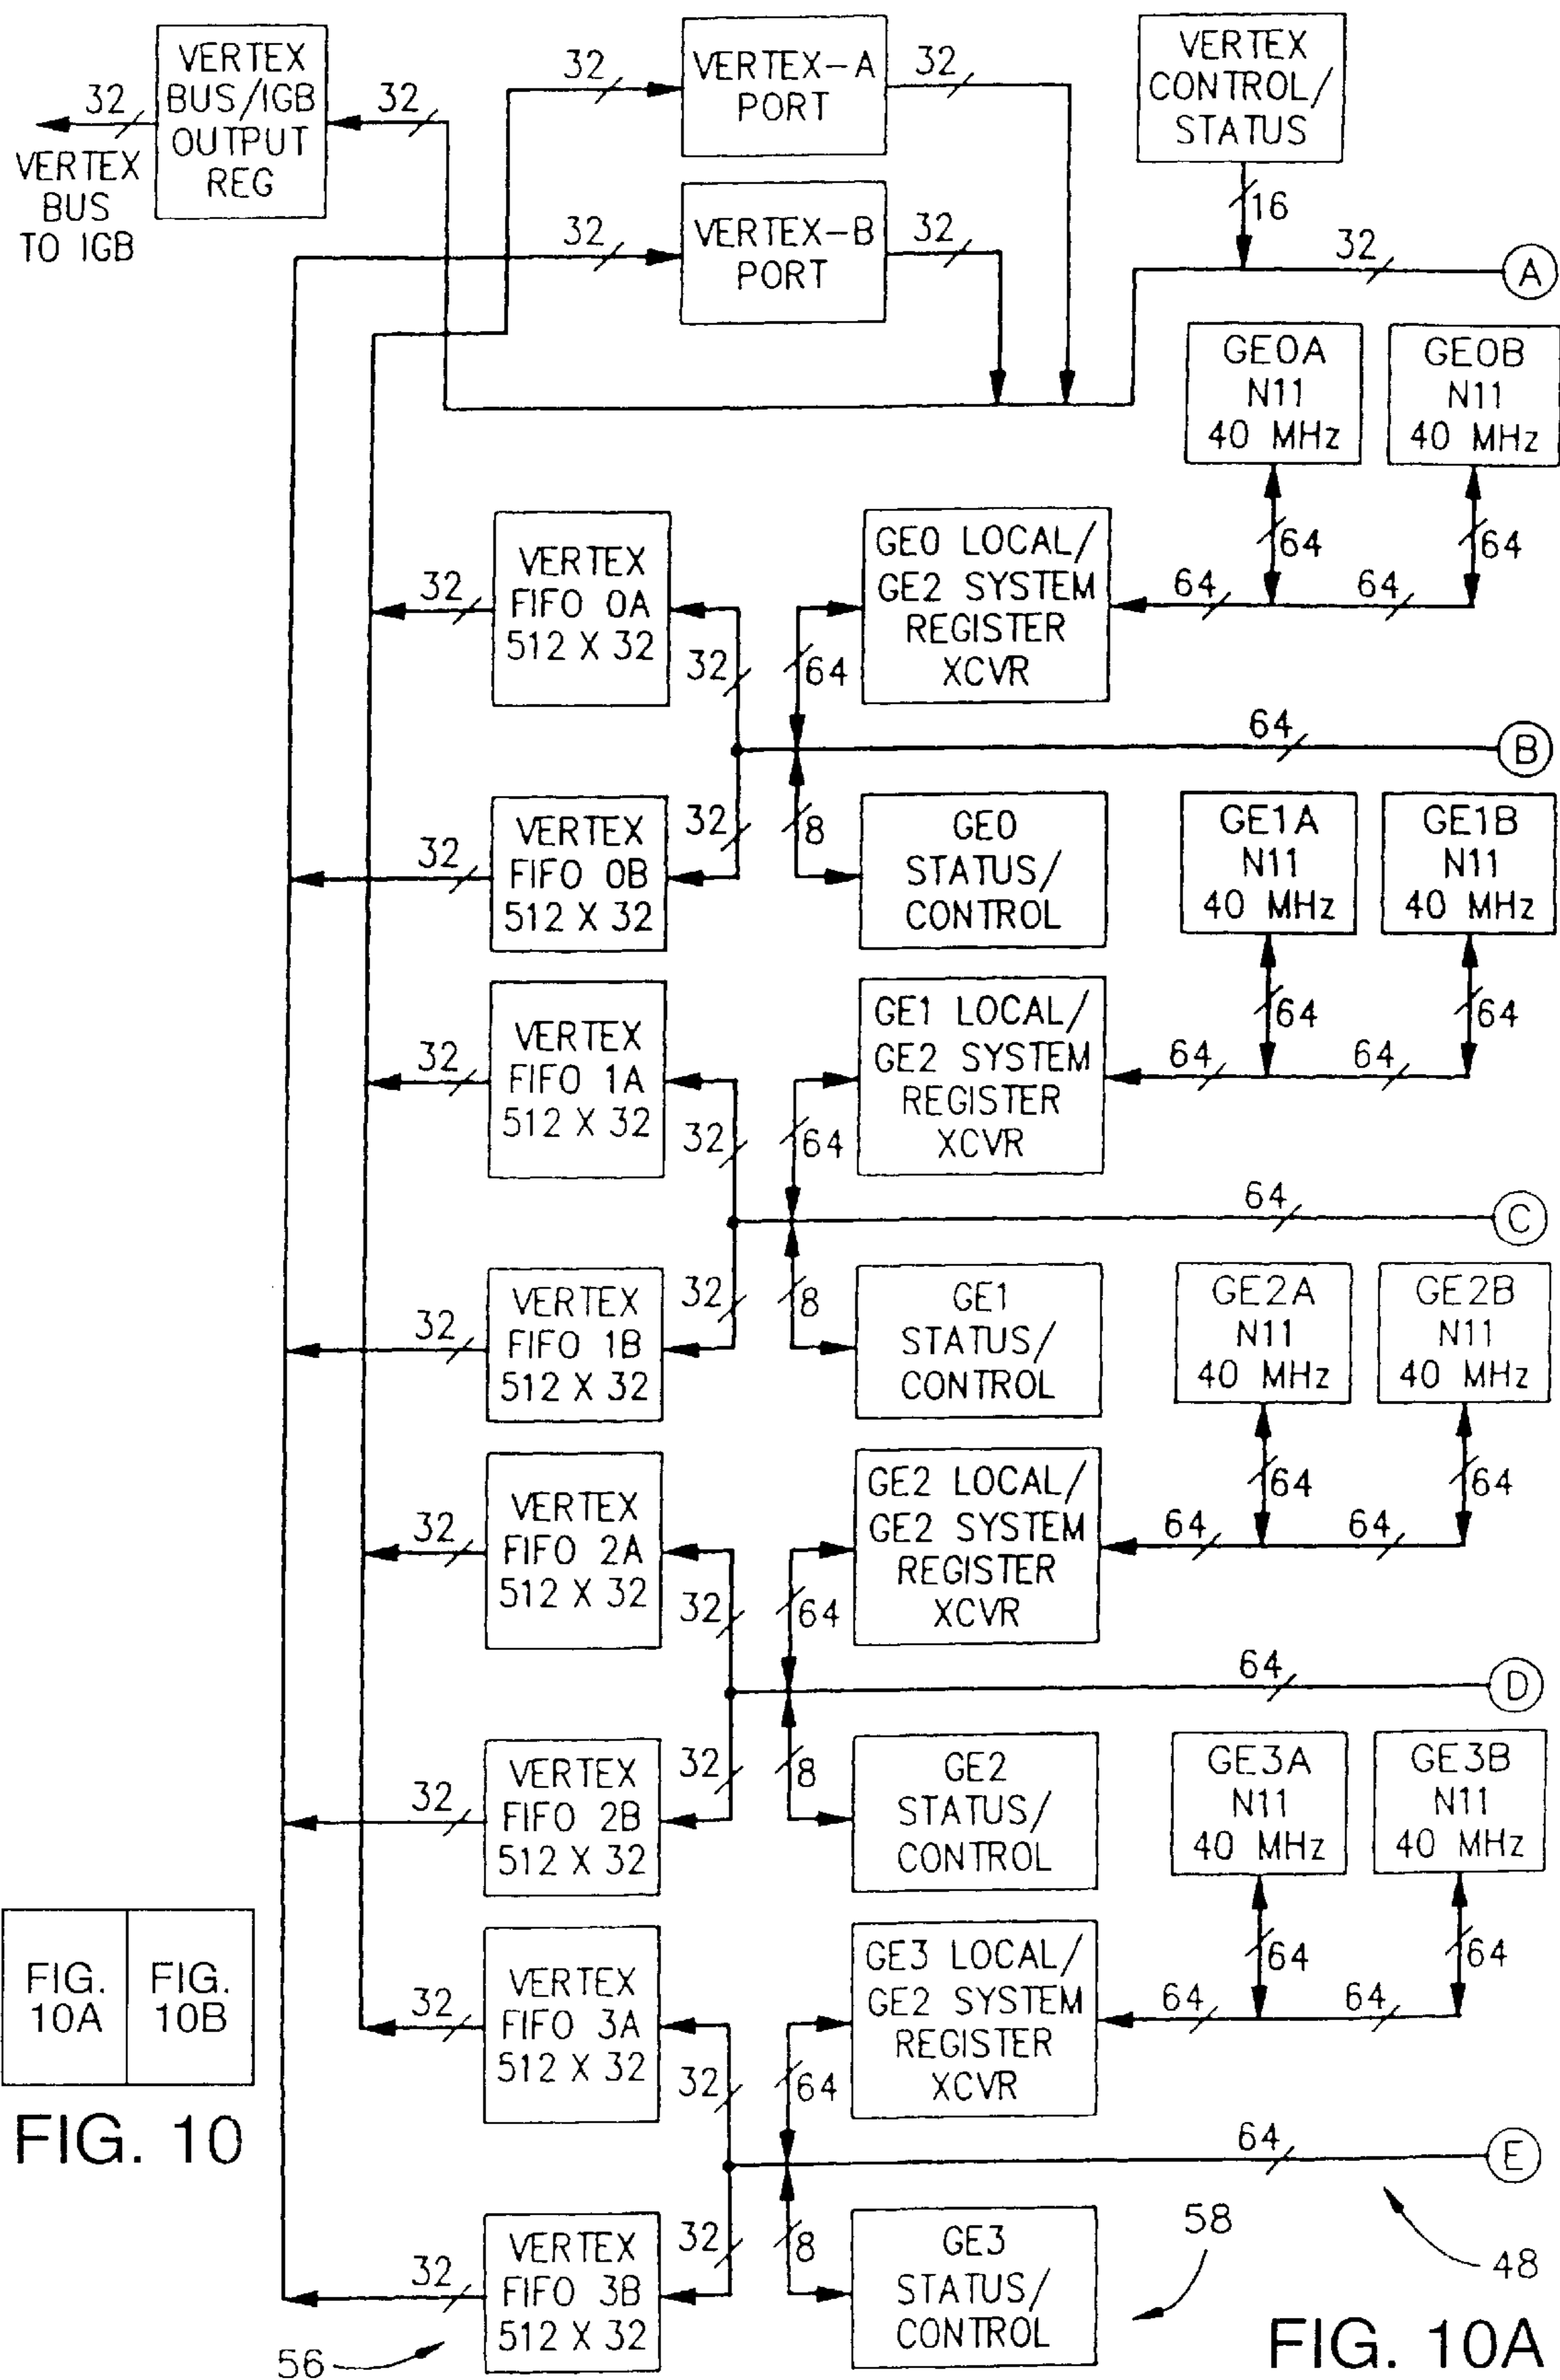 VERTEX
BUS/IGB
OUTPUT
REG
32
32
VERTEX
BUS
TO IGB
32
VERTEX-A
PORT
32
32
VERTEX-B
PORT
32
VERTEX
CONTROL/
STATUS
16
32
A
GE0A
N11
40 MHz
GE0B
N11
40 MHz
64
64
64
64
32
VERTEX
FIFO 0A
512 X 32
32
64
GE0 LOCAL/
GE2 SYSTEM
REGISTER
XCVR
64
B
32
VERTEX
FIFO 0B
512 X 32
32
8
GE0
STATUS/
CONTROL
GE1A
N11
40 MHz
GE1B
N11
40 MHz
64
64
64
64
32
VERTEX
FIFO 1A
512 X 32
32
64
GE1 LOCAL/
GE2 SYSTEM
REGISTER
XCVR
64
C
32
VERTEX
FIFO 1B
512 X 32
32
8
GE1
STATUS/
CONTROL
GE2A
N11
40 MHz
GE2B
N11
40 MHz
64
64
64
64
32
VERTEX
FIFO 2A
512 X 32
32
64
GE2 LOCAL/
GE2 SYSTEM
REGISTER
XCVR
64
D
32
VERTEX
FIFO 2B
512 X 32
32
8
GE2
STATUS/
CONTROL
GE3A
N11
40 MHz
GE3B
N11
40 MHz
64
64
64
64
32
VERTEX
FIFO 3A
512 X 32
32
64
GE3 LOCAL/
GE2 SYSTEM
REGISTER
XCVR
64
E
32
VERTEX
FIFO 3B
512 X 32
32
8
GE3
STATUS/
CONTROL
FIG.
10A
FIG.
10B
FIG. 10
56
58
48
FIG. 10A